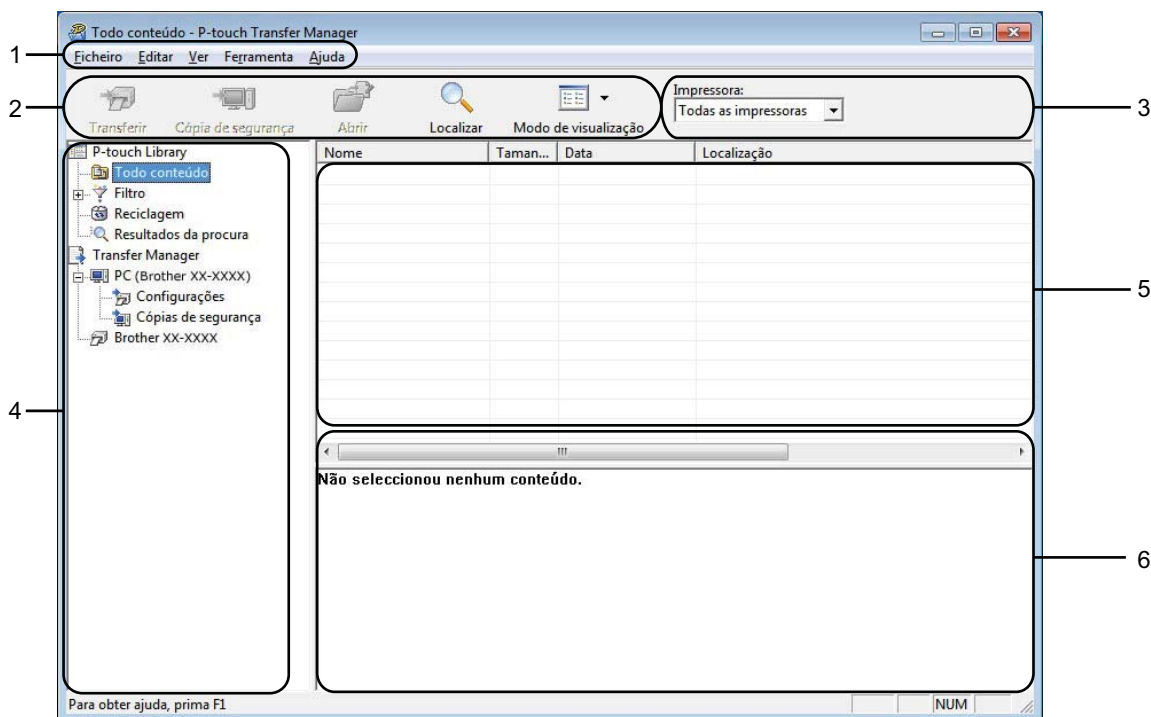 Todo conteúdo - P-touch Transfer Manager
1
Ficheiro Editar Ver Ferramenta Ajuda
2
Transferir Cópia de segurança Abrir Localizar Modo de visualização
Impressora:
Todas as impressoras
3
P-touch Library
Todo conteúdo
Filtro
Reciclagem
Resultados da procura
Transfer Manager
PC (Brother XX-XXXX)
Configurações
Cópias de segurança
Brother XX-XXXX
4
Nome Taman... Data Localização
5
Não seleccionou nenhum conteúdo.
6
Para obter ajuda, prima F1
NUM